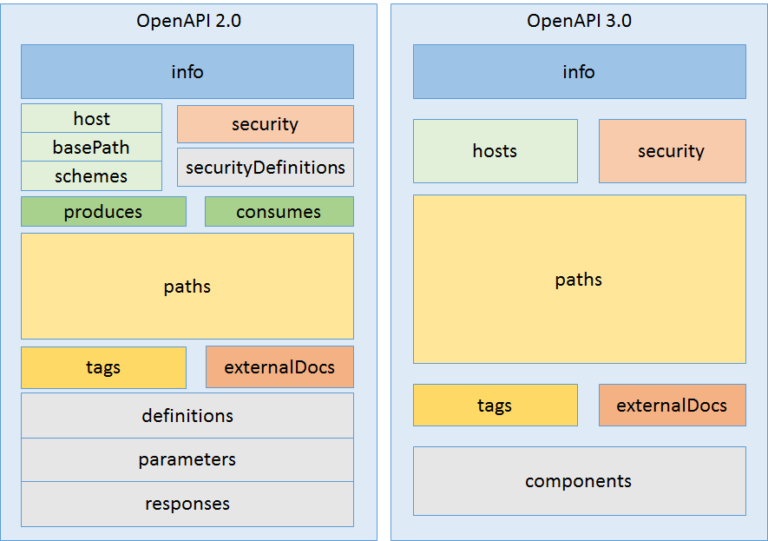 OpenAPI 2.0
info
host
basePath
schemes
security
securityDefinitions
produces
consumes
paths
tags
externalDocs
definitions
parameters
responses
OpenAPI 3.0
info
hosts
security
paths
tags
externalDocs
components